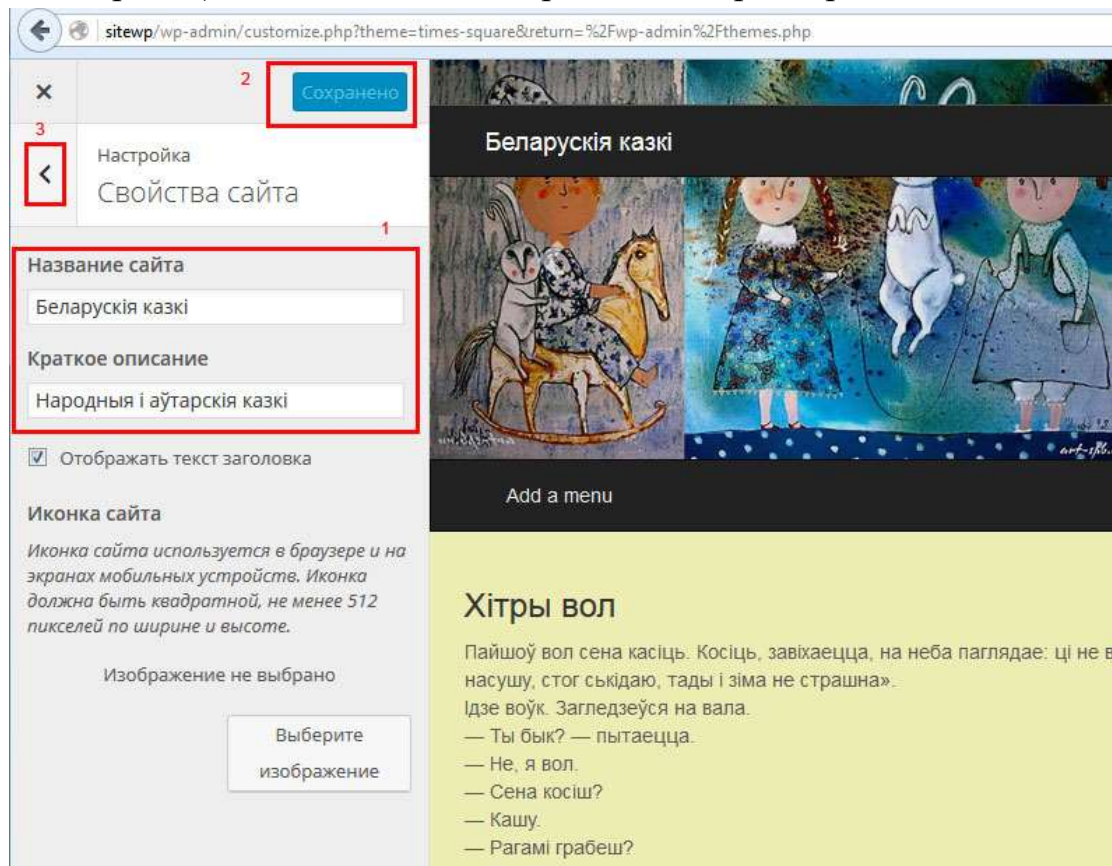 sitewp/wp-admin/customize.php?theme=times-square&return=%2Fwp-admin%2Fthemes.php
2
Сохранено
3
Настройка
Свойства сайта
1
Название сайта
Беларускія казкі
Краткое описание
Народныя і аўтарскія казкі
Отображать текст заголовка
Иконка сайта
Иконка сайта используется в браузере и на
экранах мобильных устройств. Иконка
должна быть квадратной, не менее 512
пикселей по ширине и высоте.
Изображение не выбрано
Выберите
изображение
Беларускія казкі
Add a menu
Хітры вол
Пайшоў вол сена касіць. Косіць, завіхаецца, на неба паглядае: ці не в
насушу, стог ськідаю, тады і зіма не страшна».
Ідзе воўк. Загледзеўся на вала.
— Ты бык? — пытаецца.
— Не, я вол.
— Сена косіш?
— Кашу.
— Рагамі грабеш?